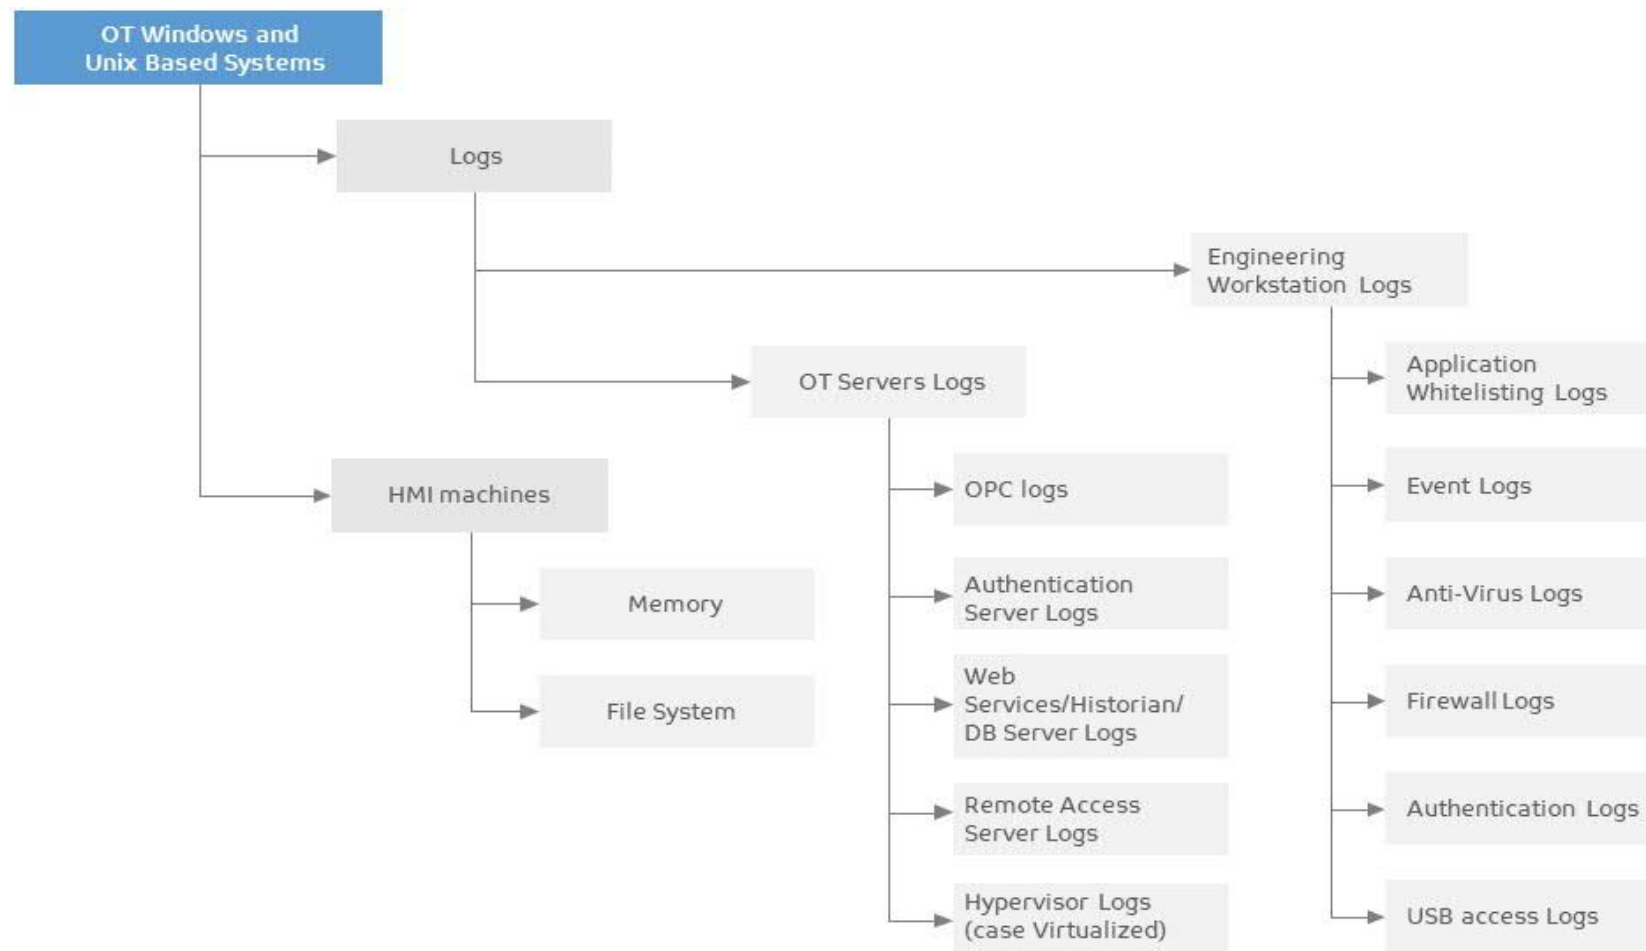 OT Windows and
Unix Based Systems
Logs
Engineering
Workstation Logs
OT Servers Logs
Application
Whitelisting Logs
OPC logs
Event Logs
HMI machines
Authentication
Server Logs
Anti-Virus Logs
Memory
Web
Services/Historian/
DB Server Logs
Firewall Logs
File System
Remote Access
Server Logs
Authentication Logs
Hypervisor Logs
(case Virtualized)
USB access Logs